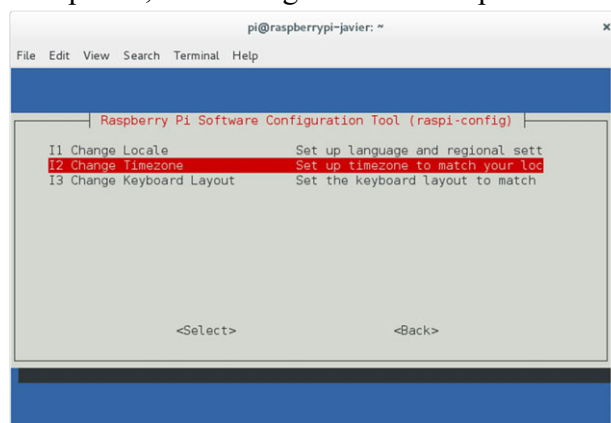 pi@raspberrypi-javier: ~ ×
File Edit View Search Terminal Help
Raspberry Pi Software Configuration Tool (raspi-config)
I1 Change Locale Set up language and regional sett
I2 Change Timezone Set up timezone to match your loc
I3 Change Keyboard Layout Set the keyboard layout to match
<Select> <Back>